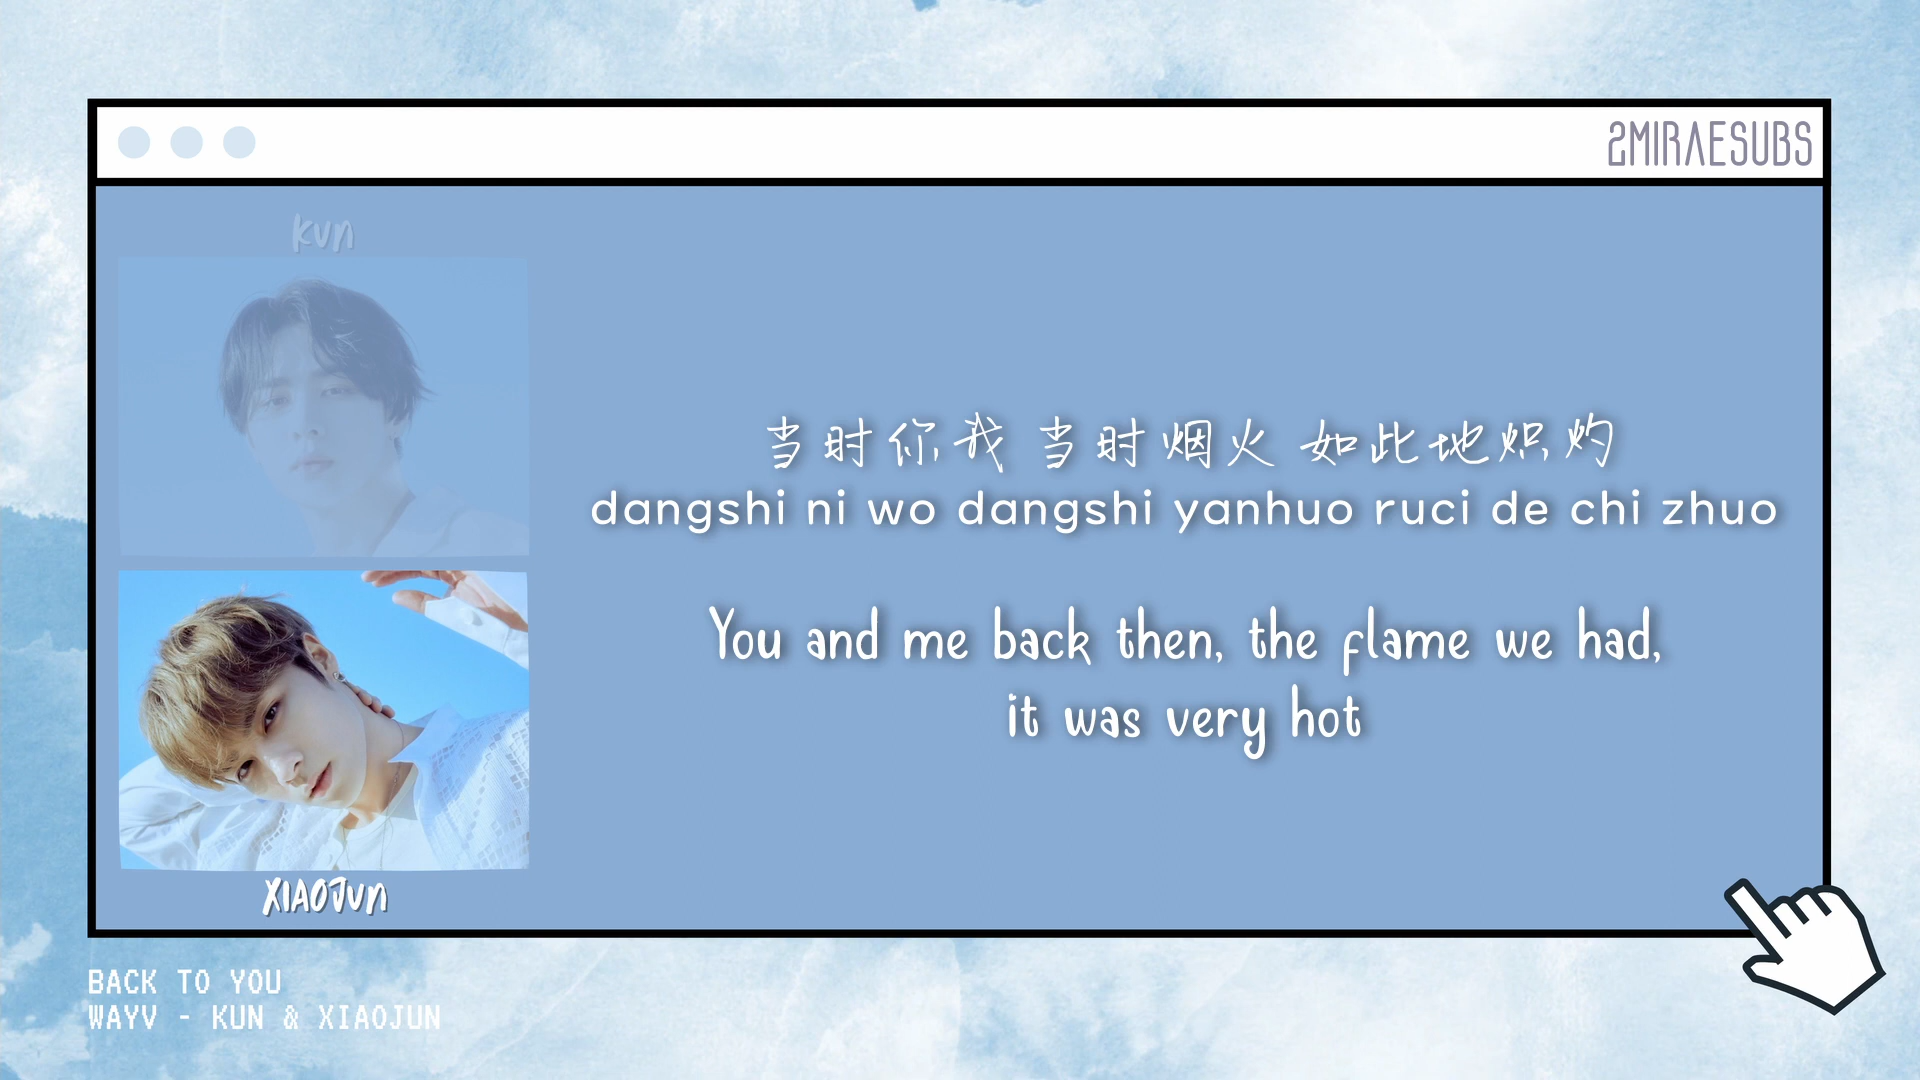 2MIRAESUBS
kun
当时你我 当时烟火 如此地炽灼
dangshi ni wo dangshi yanhuo ruci de chi zhuo
You and me back then, the flame we had,
it was very hot
XIAOJUN
BACK TO YOU
WAYV - KUN & XIAOJUN